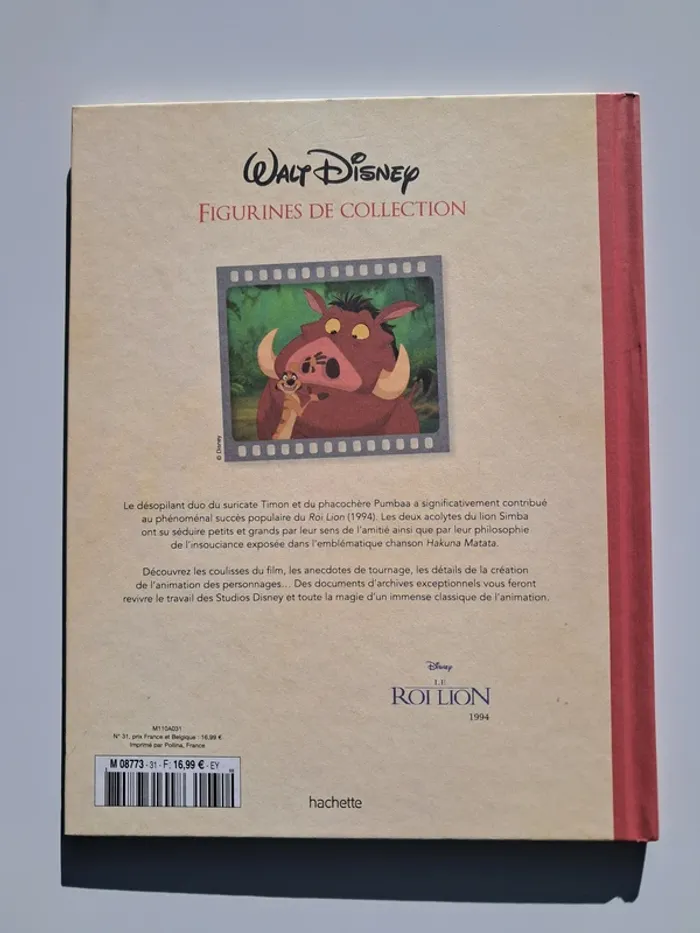 WALT DISNEY
FIGURINES DE COLLECTION
© Disney
Le désopilant duo du suricate Timon et du phacochère Pumbaa a significativement contribué
au phénoménal succès populaire du Roi Lion (1994). Les deux acolytes du lion Simba
ont su séduire petits et grands par leur sens de l'amitié ainsi que par leur philosophie
de l'insouciance exposée dans l'emblématique chanson Hakuna Matata.
Découvrez les coulisses du film, les anecdotes de tournage, les détails de la création
de l'animation des personnages... Des documents d'archives exceptionnels vous feront
revivre le travail des Studios Disney et toute la magie d'un immense classique de l'animation.
Disney
LE
ROI LION
1994
M110A031
N° 31, prix France et Belgique : 16,99 €
Imprimé par Pollina, France
M 08773 - 31 - F: 16,99 € - EY
hachette